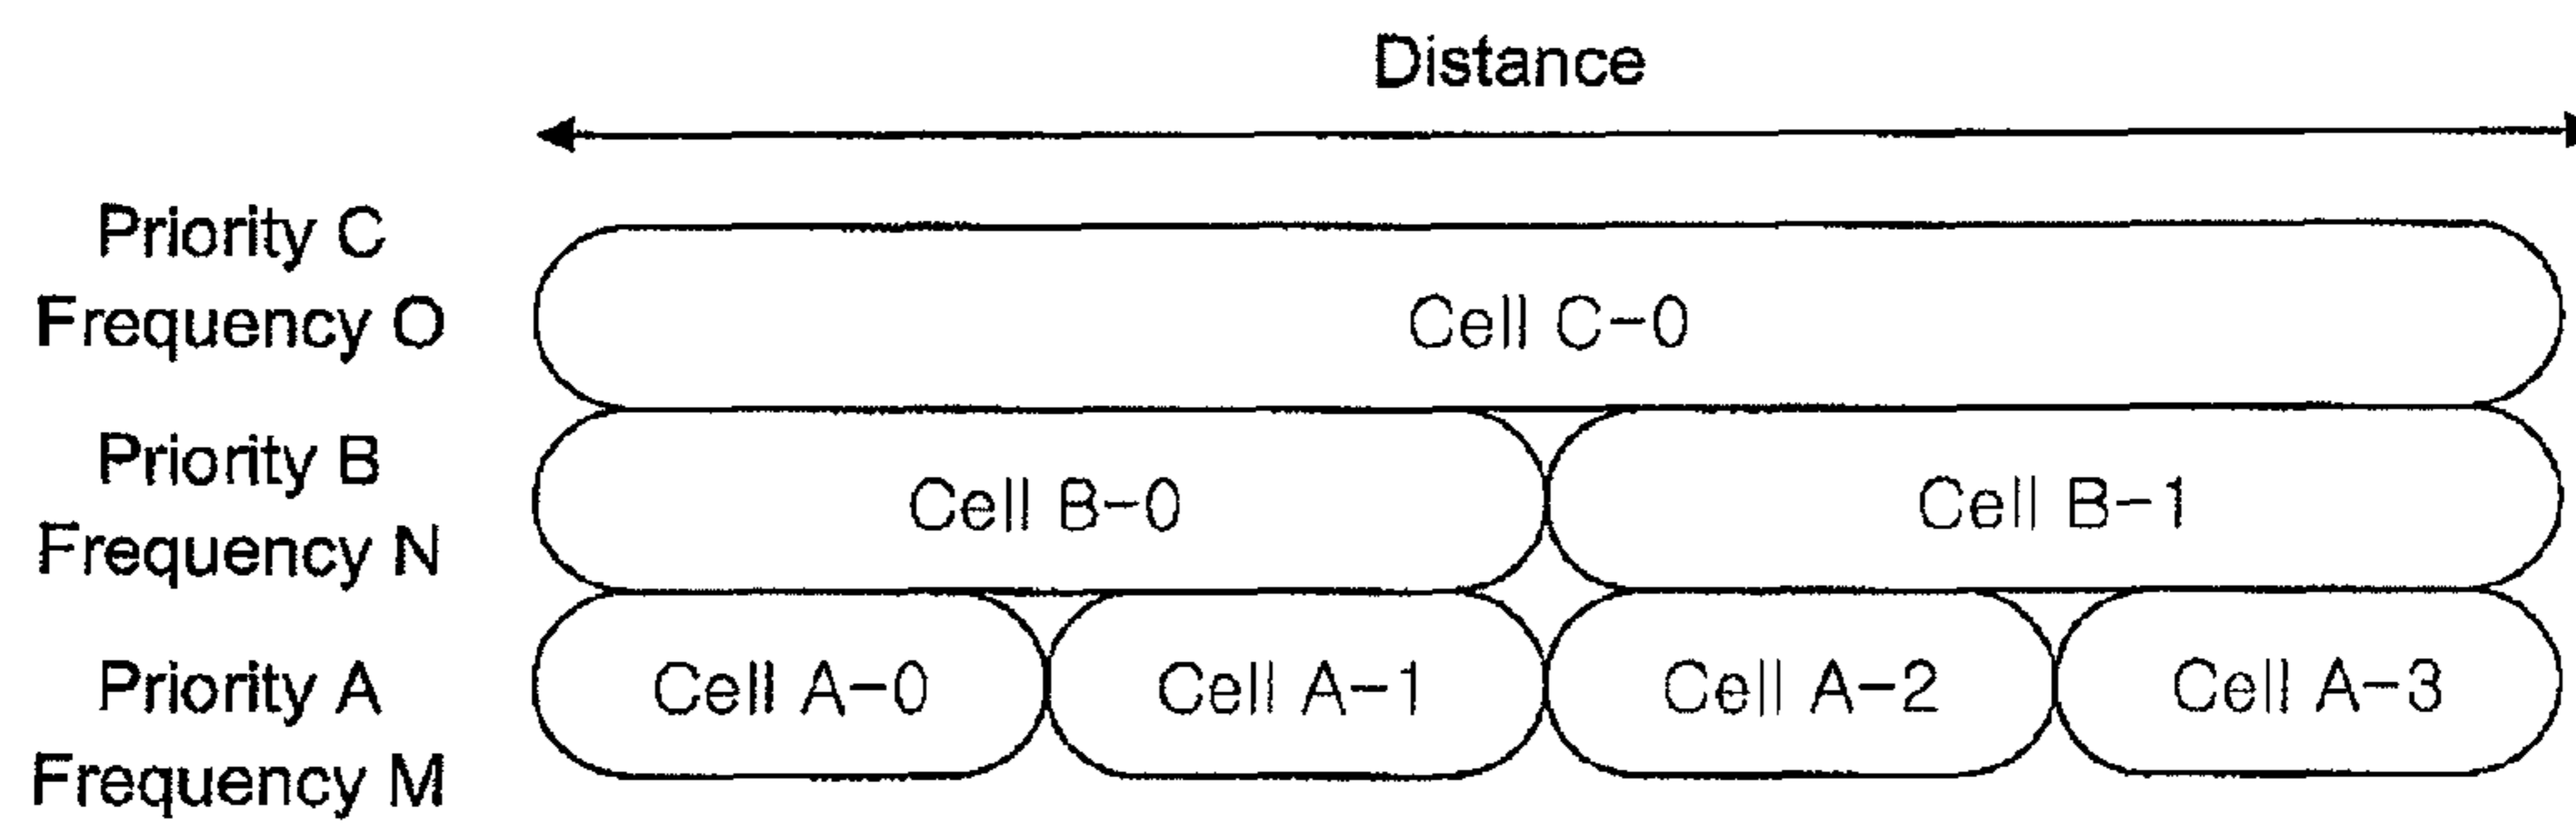 Distance
Priority C
Frequency O
Cell C-0
Priority B
Frequency N
Cell B-0
Cell B-1
Priority A
Frequency M
Cell A-0
Cell A-1
Cell A-2
Cell A-3